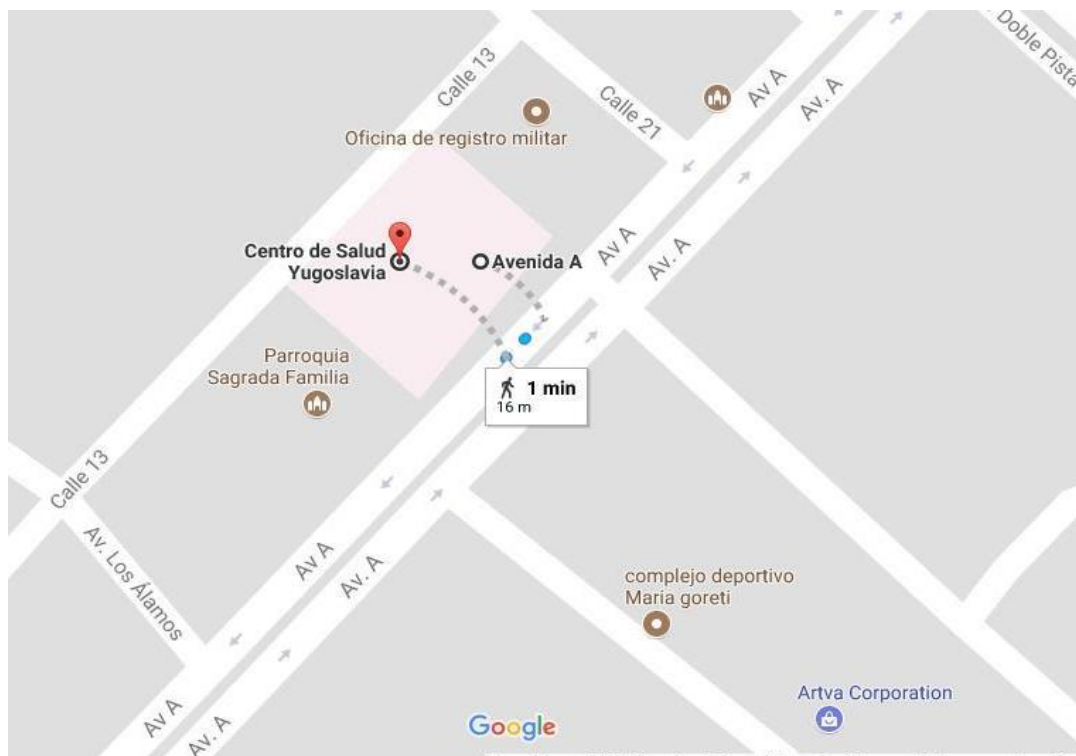 Doble Pista
Calle 13
Av A
Av. A
Calle 21
Oficina de registro militar
Centro de Salud
Yugoslavia
Avenida A
Av A
Av. A
Parroquia
Sagrada Familia
1 min
16 m
Calle 13
Av. Los Álamos
Av A
Av. A
complejo deportivo
Maria goreti
Artva Corporation
Av A
Av. A
Google